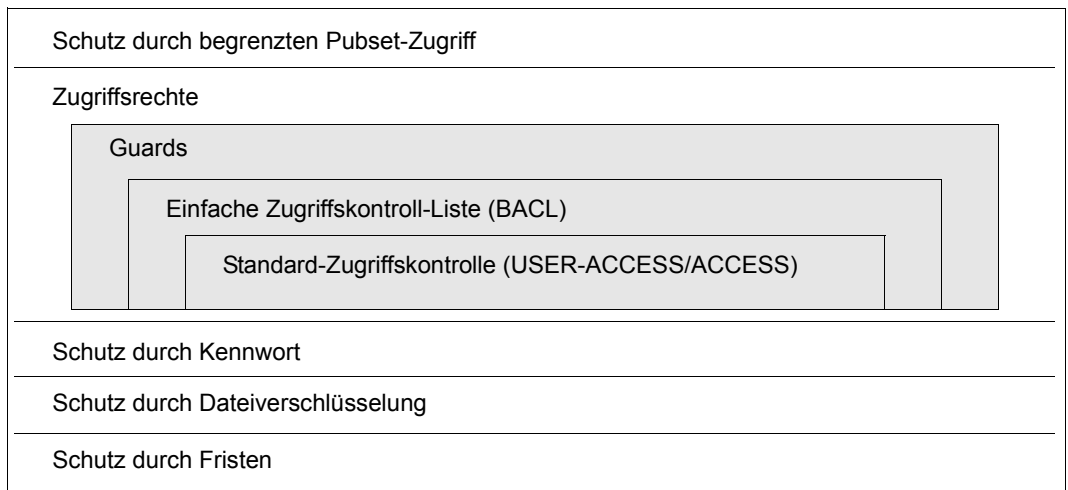 Schutz durch begrenzten Pubset-Zugriff
Zugriffsrechte
Guards
Einfache Zugriffskontroll-Liste (BACL)
Standard-Zugriffskontrolle (USER-ACCESS/ACCESS)
Schutz durch Kennwort
Schutz durch Dateiverschlüsselung
Schutz durch Fristen